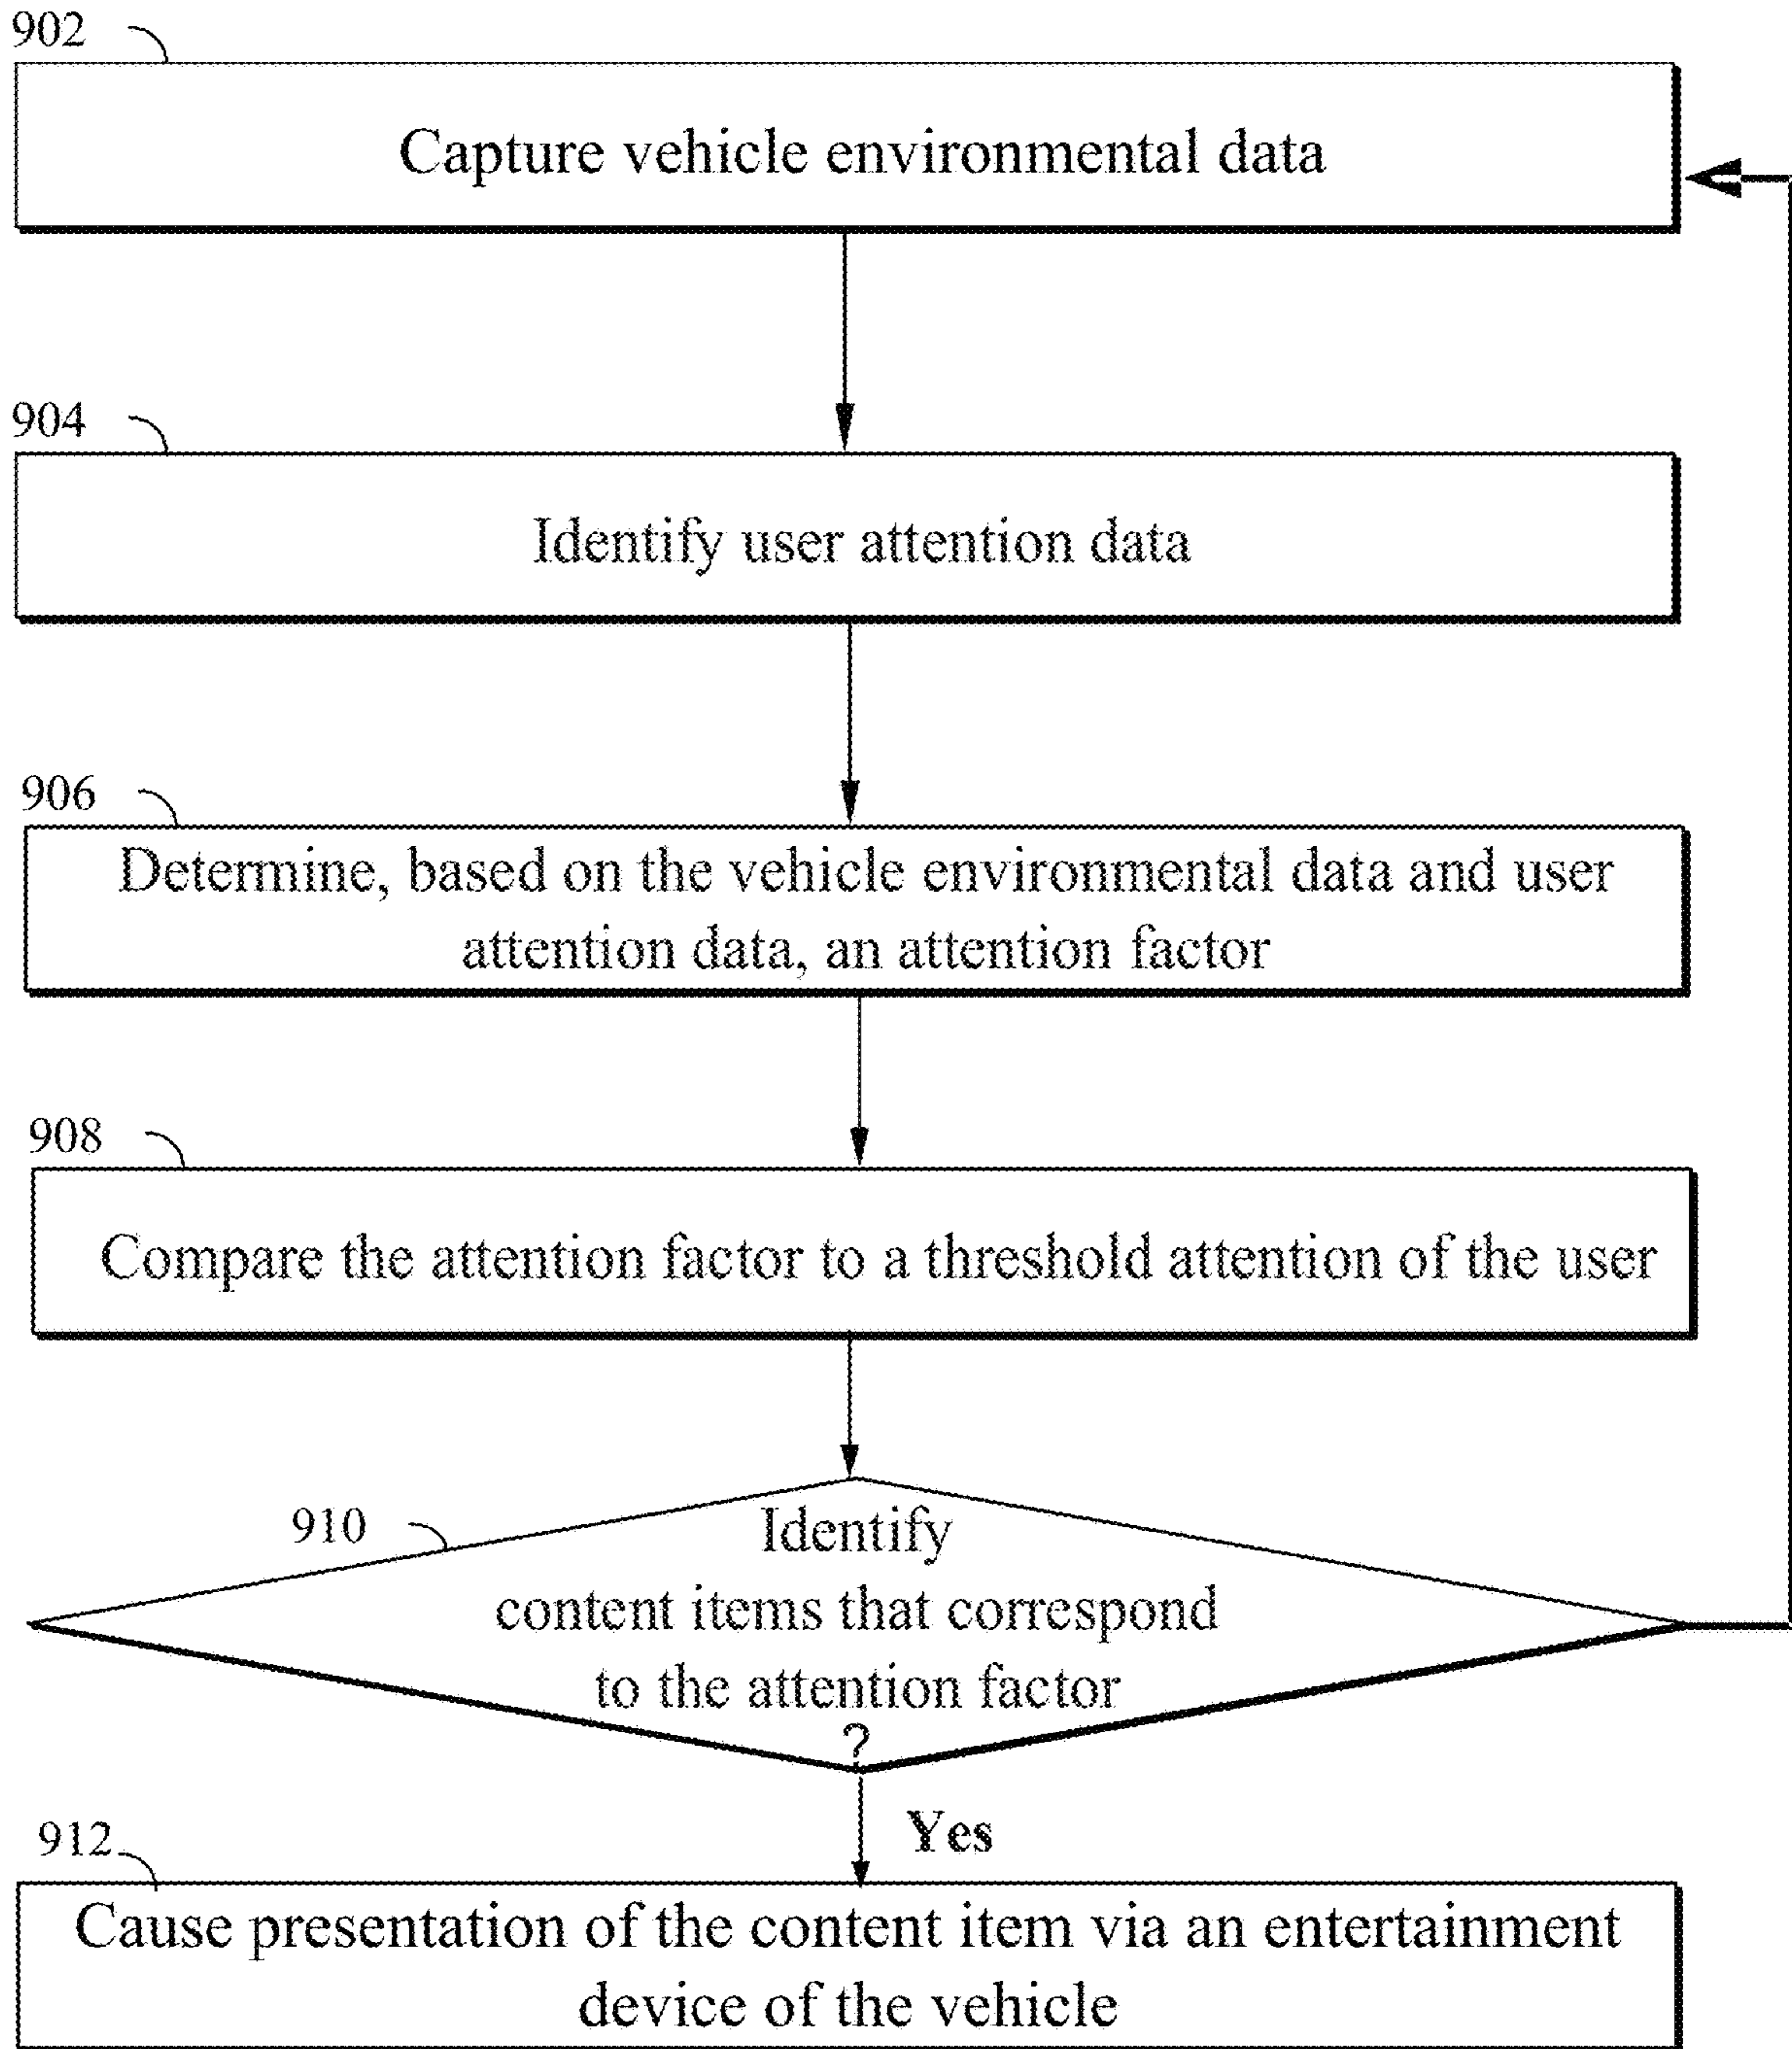 902
Capture vehicle environmental data
904
Identify user attention data
906
Determine, based on the vehicle environmental data and user
attention data, an attention factor
908
Compare the attention factor to a threshold attention of the user
910
Identify
content items that correspond
to the attention factor
?
Yes
912
Cause presentation of the content item via an entertainment
device of the vehicle